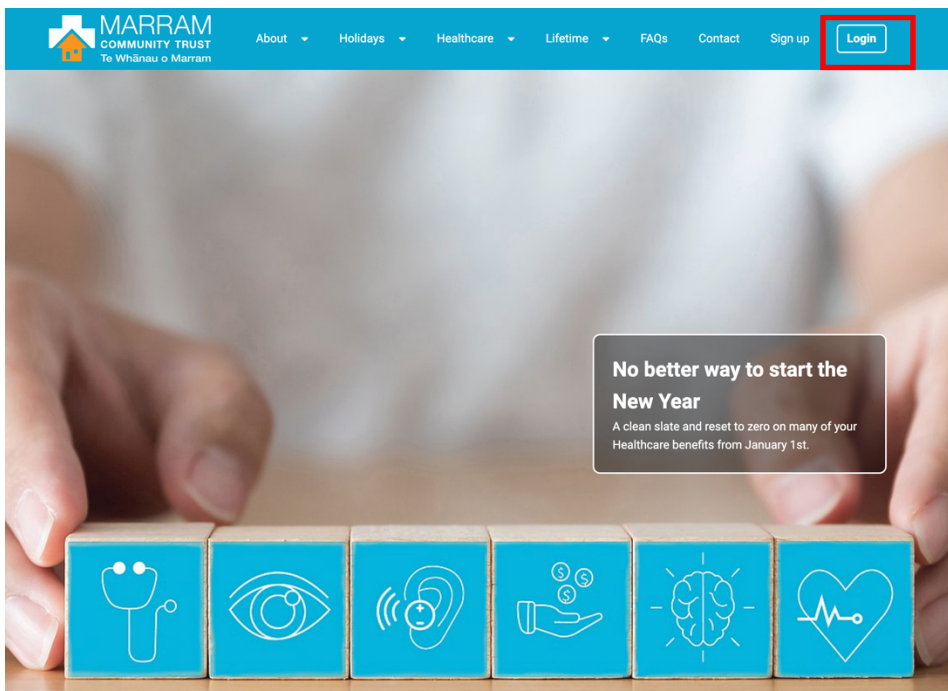 MARRAM
COMMUNITY TRUST
Te Whānau o Marram
About Holidays Healthcare Lifetime FAQs Contact Sign up Login
No better way to start the
New Year
A clean slate and reset to zero on many of your
Healthcare benefits from January 1st.
$ $
$
+
-